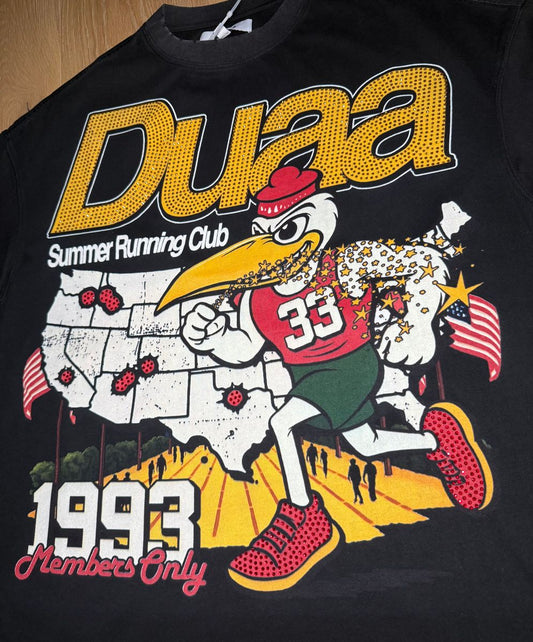 Duaa
Summer Running Club
33
1993
Members Only